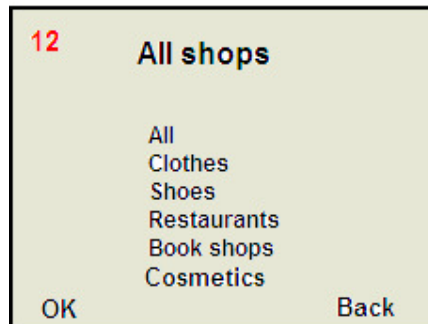 12
All shops
All
Clothes
Shoes
Restaurants
Book shops
Cosmetics
OK Back